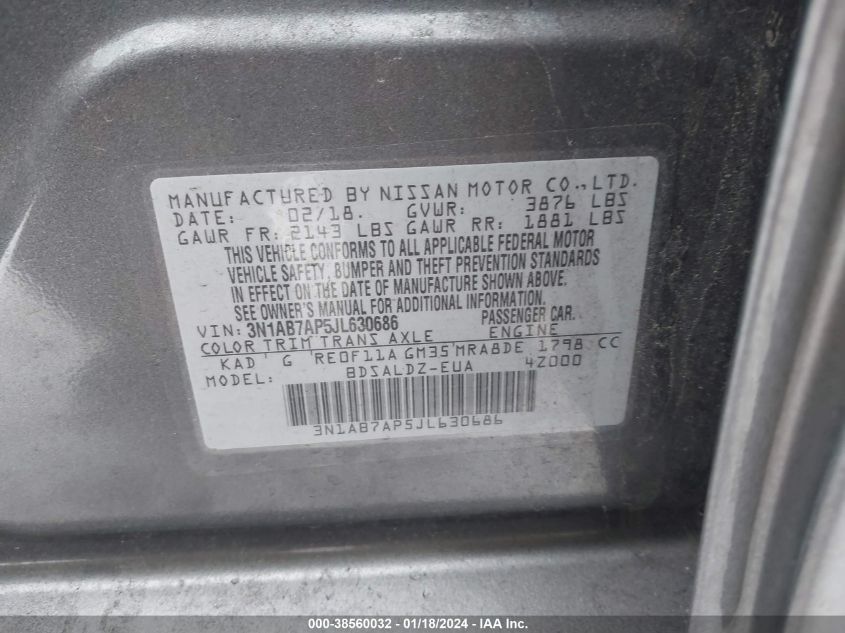 MANUFACTURED BY NISSAN MOTOR CO.,LTD.
DATE: 02/18. GVWR: 3876 LBS
GAWR FR: 2143 LBS GAWR RR: 1881 LBS
THIS VEHICLE CONFORMS TO ALL APPLICABLE FEDERAL MOTOR
VEHICLE SAFETY, BUMPER AND THEFT PREVENTION STANDARDS
IN EFFECT ON THE DATE OF MANUFACTURE SHOWN ABOVE.
SEE OWNER'S MANUAL FOR ADDITIONAL INFORMATION.
VIN: 3N1AB7AP5JL630686 PASSENGER CAR.
COLOR TRIM TRANS AXLE ENGINE
KAD G RE0F11A GM35 MRA8DE 1798 CC
MODEL: BDSALDZ-EUA 4Z000
3N1AB7AP5JL630686
000-38560032 - 01/18/2024 - IAA Inc.